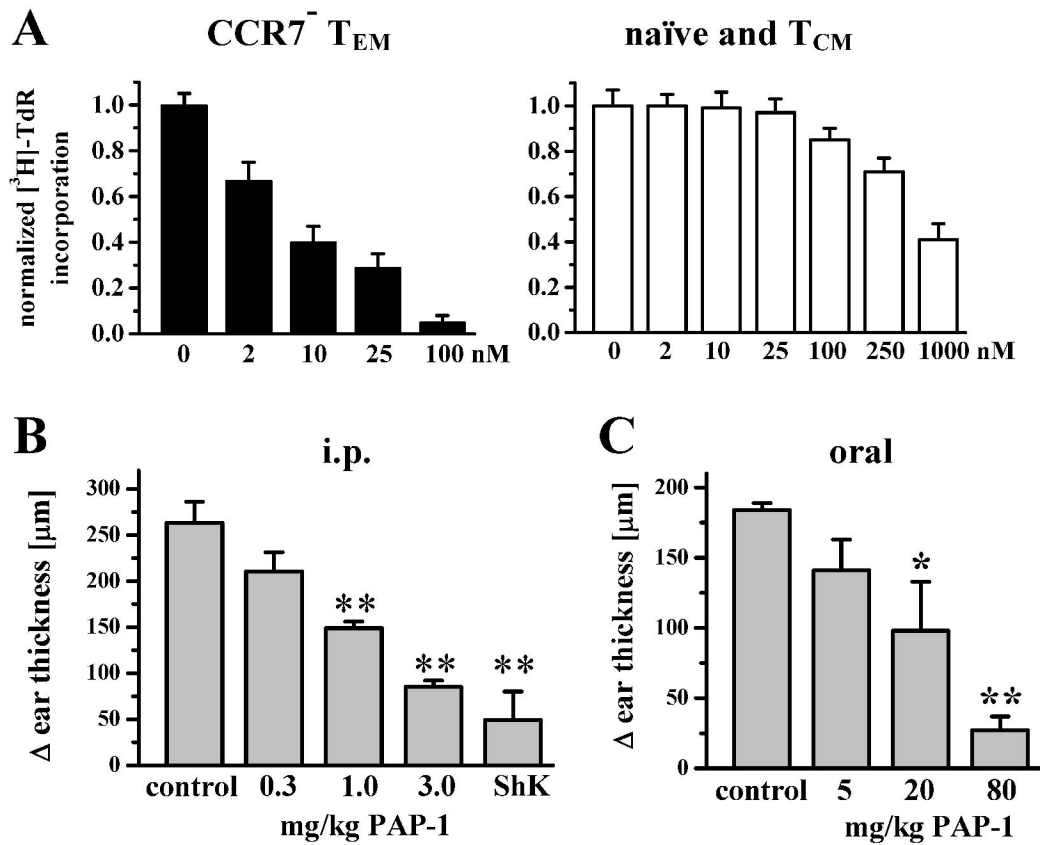 A
CCR7⁻ T_EM
naïve and T_CM
normalized [³H]-TdR
incorporation
1.0
0.8
0.6
0.4
0.2
0.0
0 2 10 25 100 nM
1.0
0.8
0.6
0.4
0.2
0.0
0 2 10 25 100 250 1000 nM
B
i.p.
Δ ear thickness [µm]
300
250
200
150
100
50
0
**
**
**
control 0.3 1.0 3.0 ShK
mg/kg PAP-1
C
oral
Δ ear thickness [µm]
200
150
100
50
0
*
**
control 5 20 80
mg/kg PAP-1